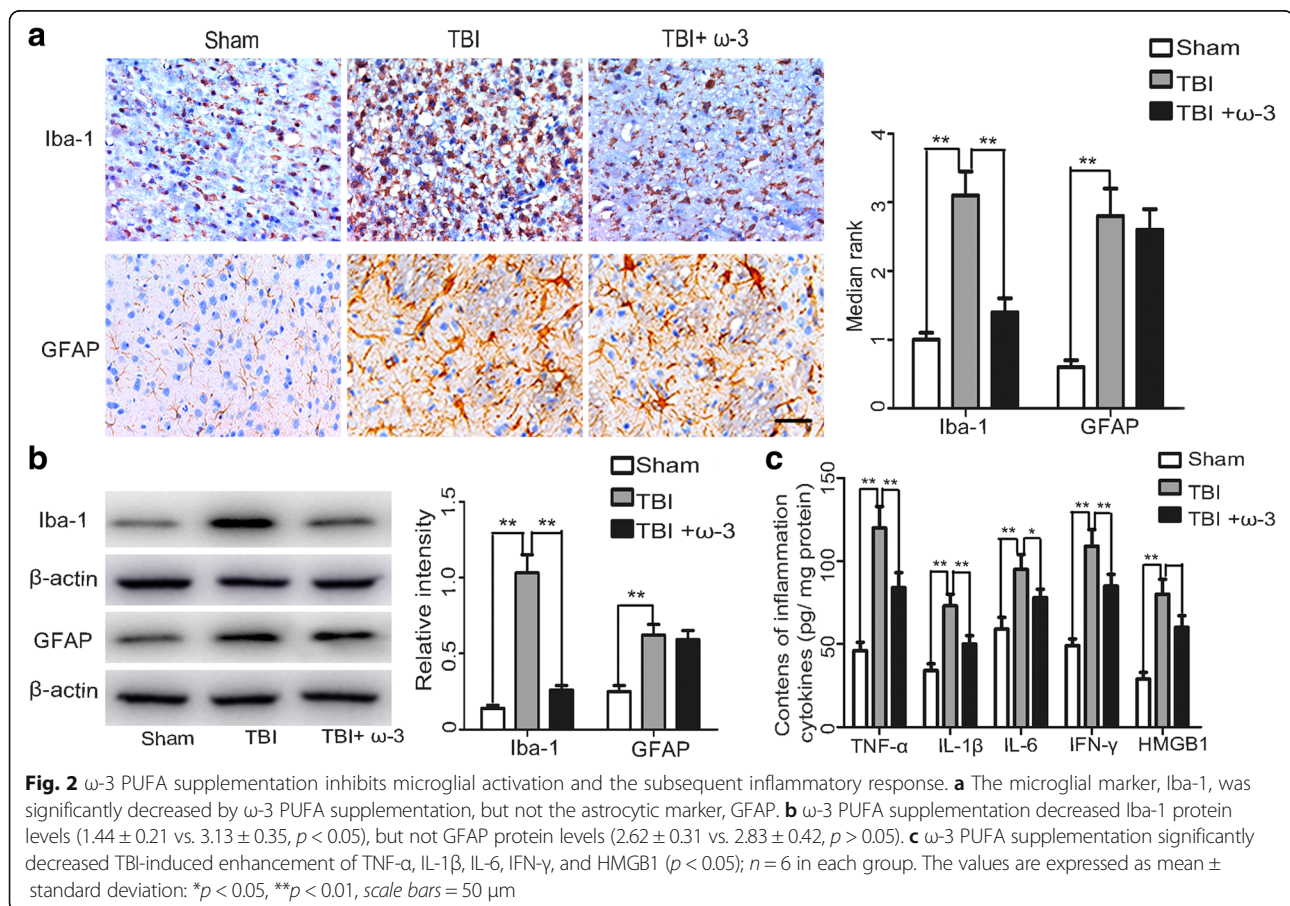 a
Sham
TBI
TBI+ ω-3
Iba-1
GFAP
Sham
TBI
TBI +ω-3
Median rank
4
3
2
1
0
**
**
**
Iba-1
GFAP
b
Iba-1
β-actin
GFAP
β-actin
Sham
TBI
TBI+ ω-3
Sham
TBI
TBI +ω-3
Relative intensity
1.5
1.0
0.5
0
**
**
**
Iba-1
GFAP
c
Sham
TBI
TBI +ω-3
Contens of inflammation
cytokines (pg/ mg protein)
150
100
50
0
**
**
**
**
**
*
**
**
**
TNF-α
IL-1β
IL-6
IFN-γ
HMGB1
Fig. 2 ω-3 PUFA supplementation inhibits microglial activation and the subsequent inflammatory response. a The microglial marker, Iba-1, was
significantly decreased by ω-3 PUFA supplementation, but not the astrocytic marker, GFAP. b ω-3 PUFA supplementation decreased Iba-1 protein
levels (1.44 ± 0.21 vs. 3.13 ± 0.35, p < 0.05), but not GFAP protein levels (2.62 ± 0.31 vs. 2.83 ± 0.42, p > 0.05). c ω-3 PUFA supplementation significantly
decreased TBI-induced enhancement of TNF-α, IL-1β, IL-6, IFN-γ, and HMGB1 (p < 0.05); n = 6 in each group. The values are expressed as mean ±
standard deviation: *p < 0.05, **p < 0.01, scale bars = 50 μm